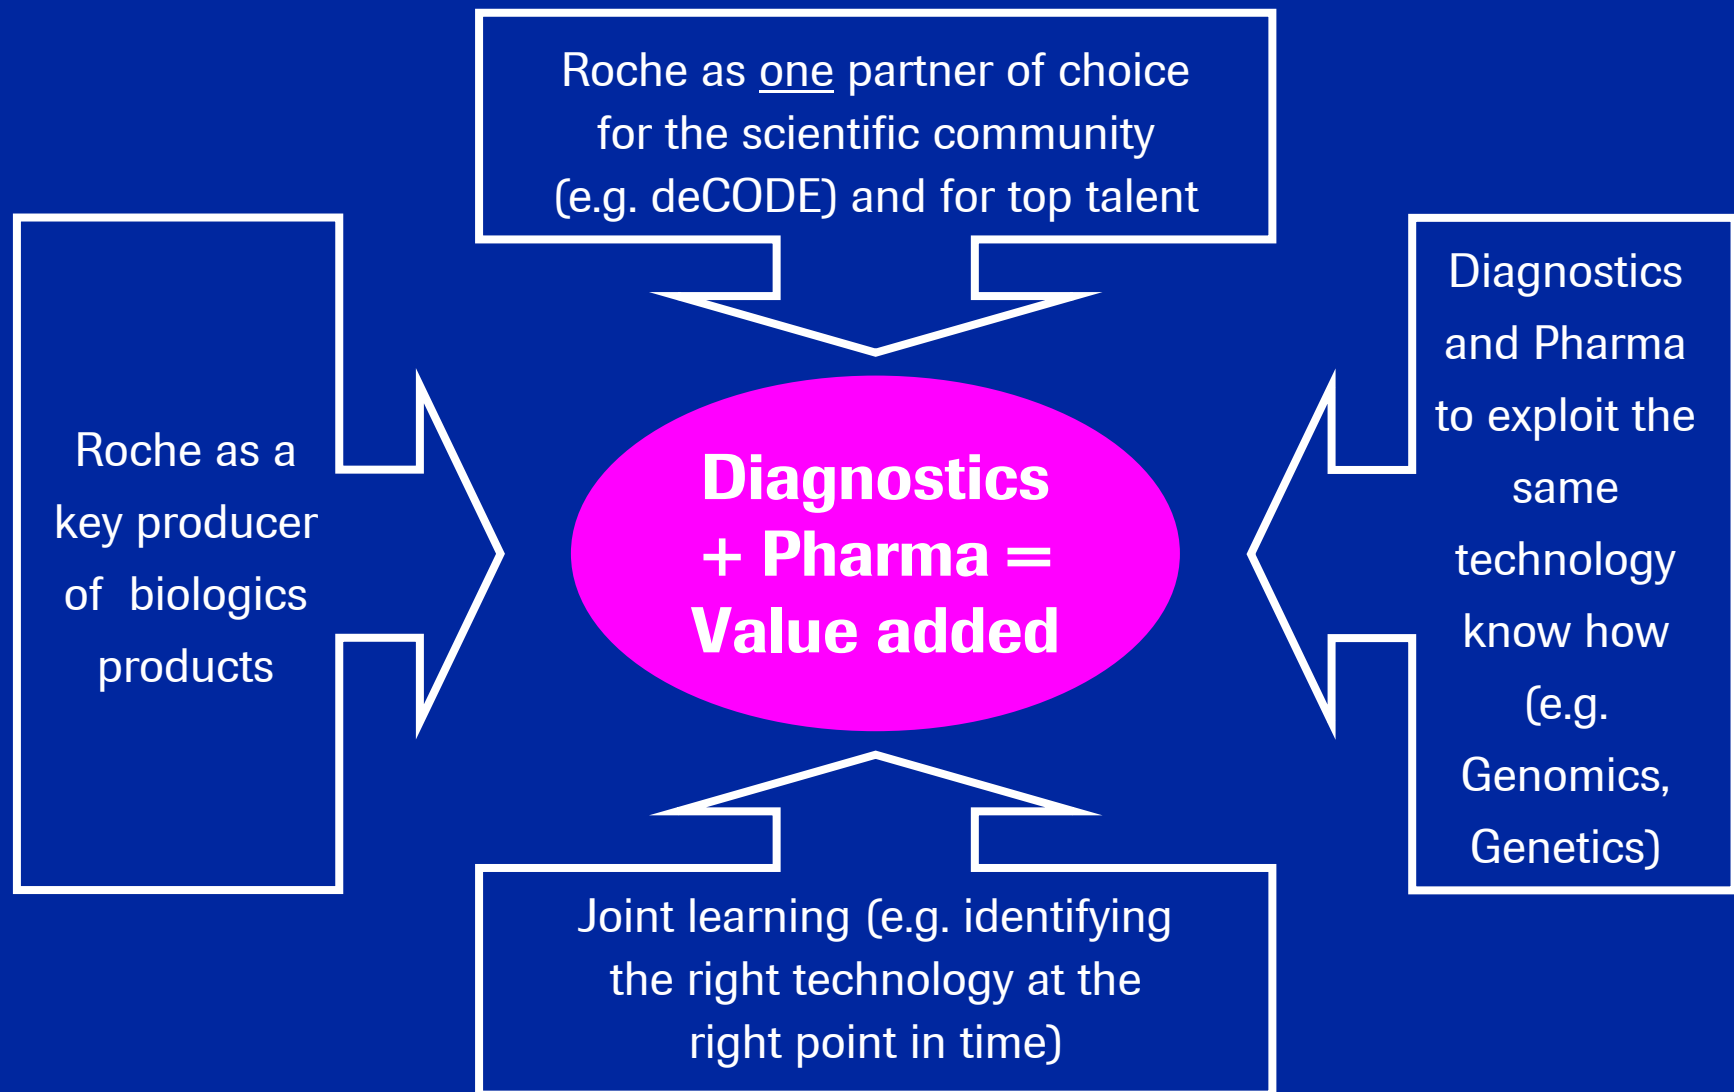 Roche as one partner of choice
for the scientific community
(e.g. deCODE) and for top talent
Roche as a
key producer
of  biologics
products
Diagnostics
+ Pharma =
Value added
Diagnostics
and Pharma
to exploit the
same
technology
know how
(e.g.
Genomics,
Genetics)
Joint learning (e.g. identifying
the right technology at the
right point in time)